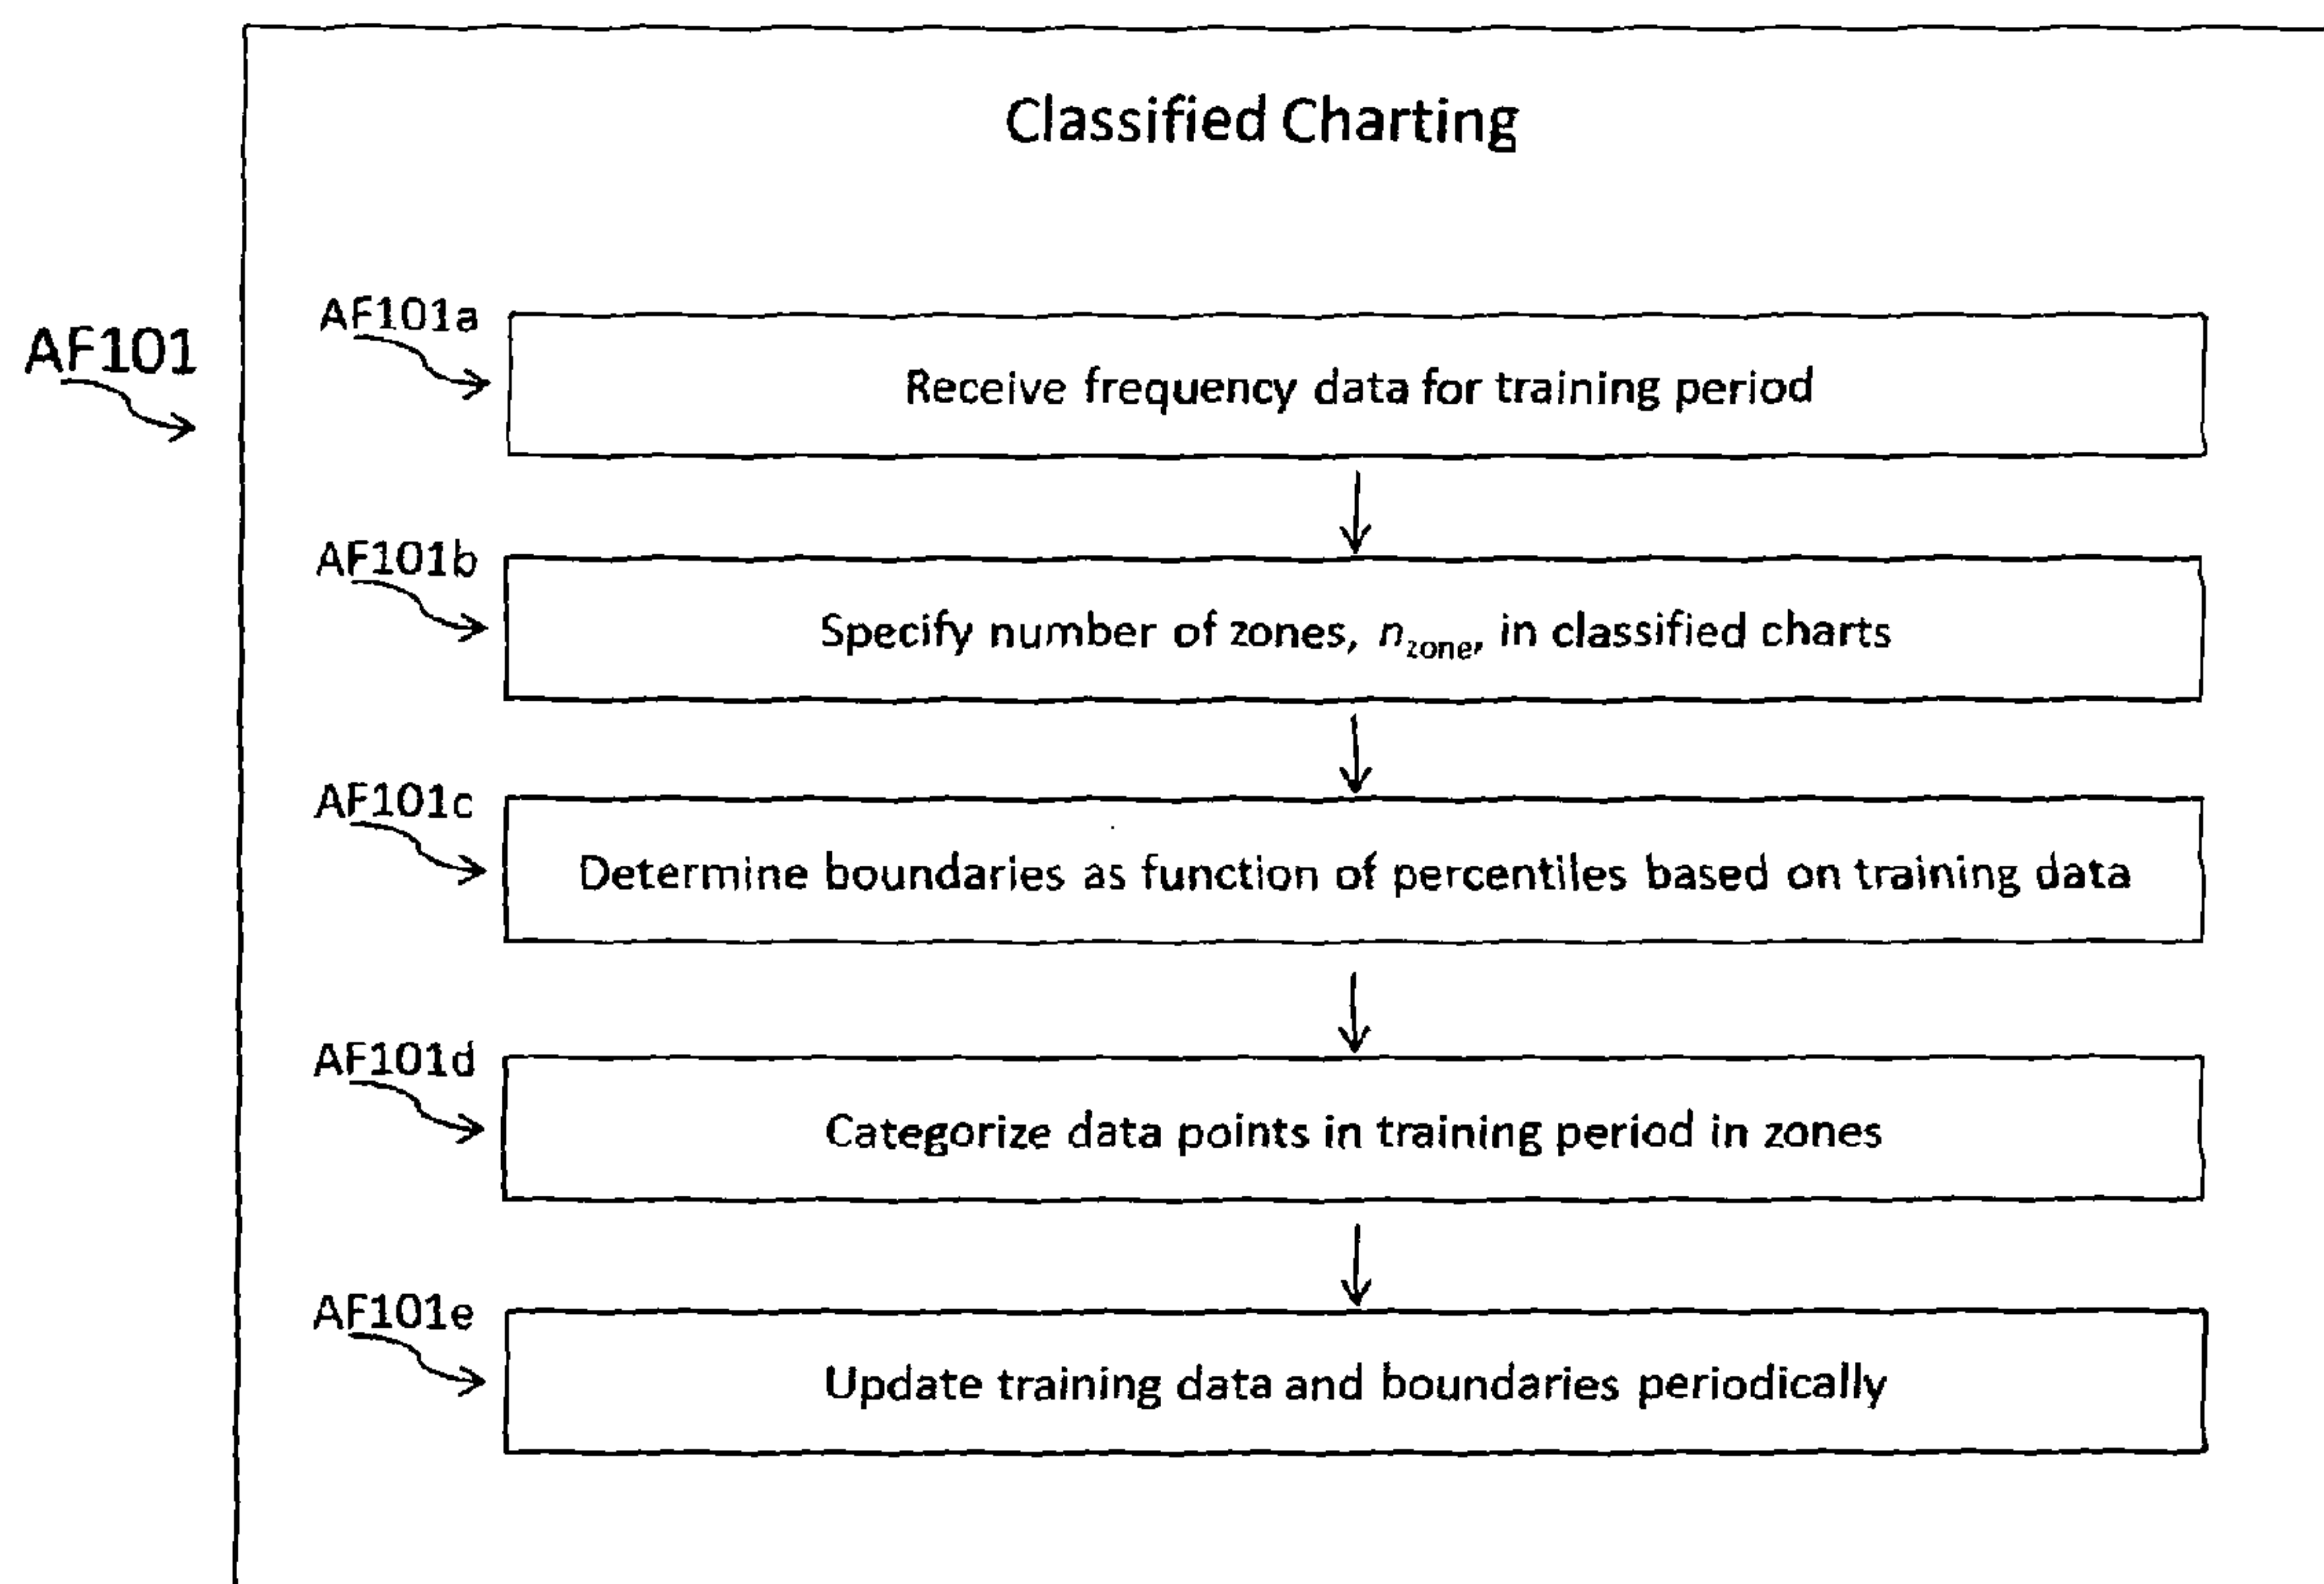 Classified Charting
AF101
AF101a
Receive frequency data for training period
AF101b
Specify number of zones, nzone, in classified charts
AF101c
Determine boundaries as function of percentiles based on training data
AF101d
Categorize data points in training period in zones
AF101e
Update training data and boundaries periodically